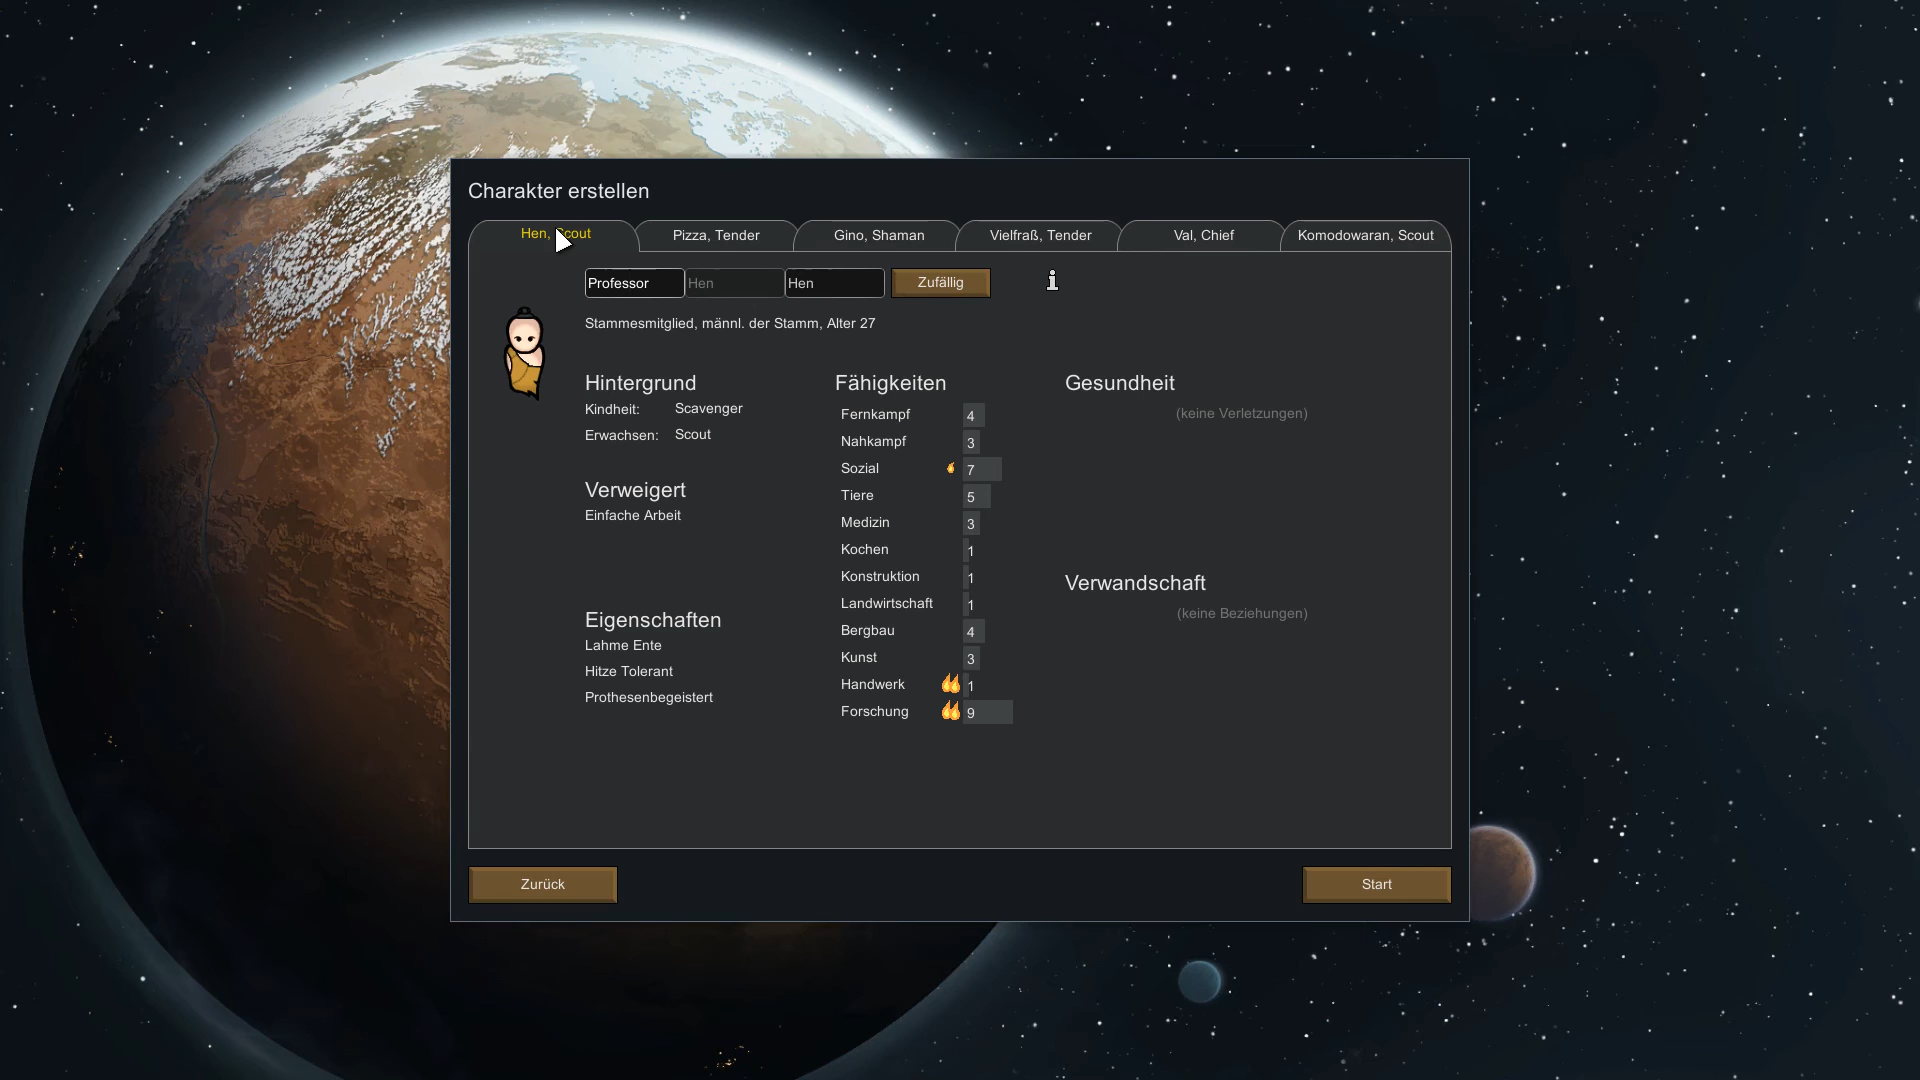 Charakter erstellen
Hen, Scout
Pizza, Tender
Gino, Shaman
Vielfraß, Tender
Val, Chief
Komodowaran, Scout
Professor
Hen
Hen
Zufällig
Stammesmitglied, männl. der Stamm, Alter 27
Hintergrund
Kindheit: Scavenger
Erwachsen: Scout
Verweigert
Einfache Arbeit
Eigenschaften
Lahme Ente
Hitze Tolerant
Prothesenbegeistert
Fähigkeiten
Fernkampf 4
Nahkampf 3
Sozial 7
Tiere 5
Medizin 3
Kochen 1
Konstruktion 1
Landwirtschaft 1
Bergbau 4
Kunst 3
Handwerk 1
Forschung 9
Gesundheit
(keine Verletzungen)
Verwandschaft
(keine Beziehungen)
Zurück
Start